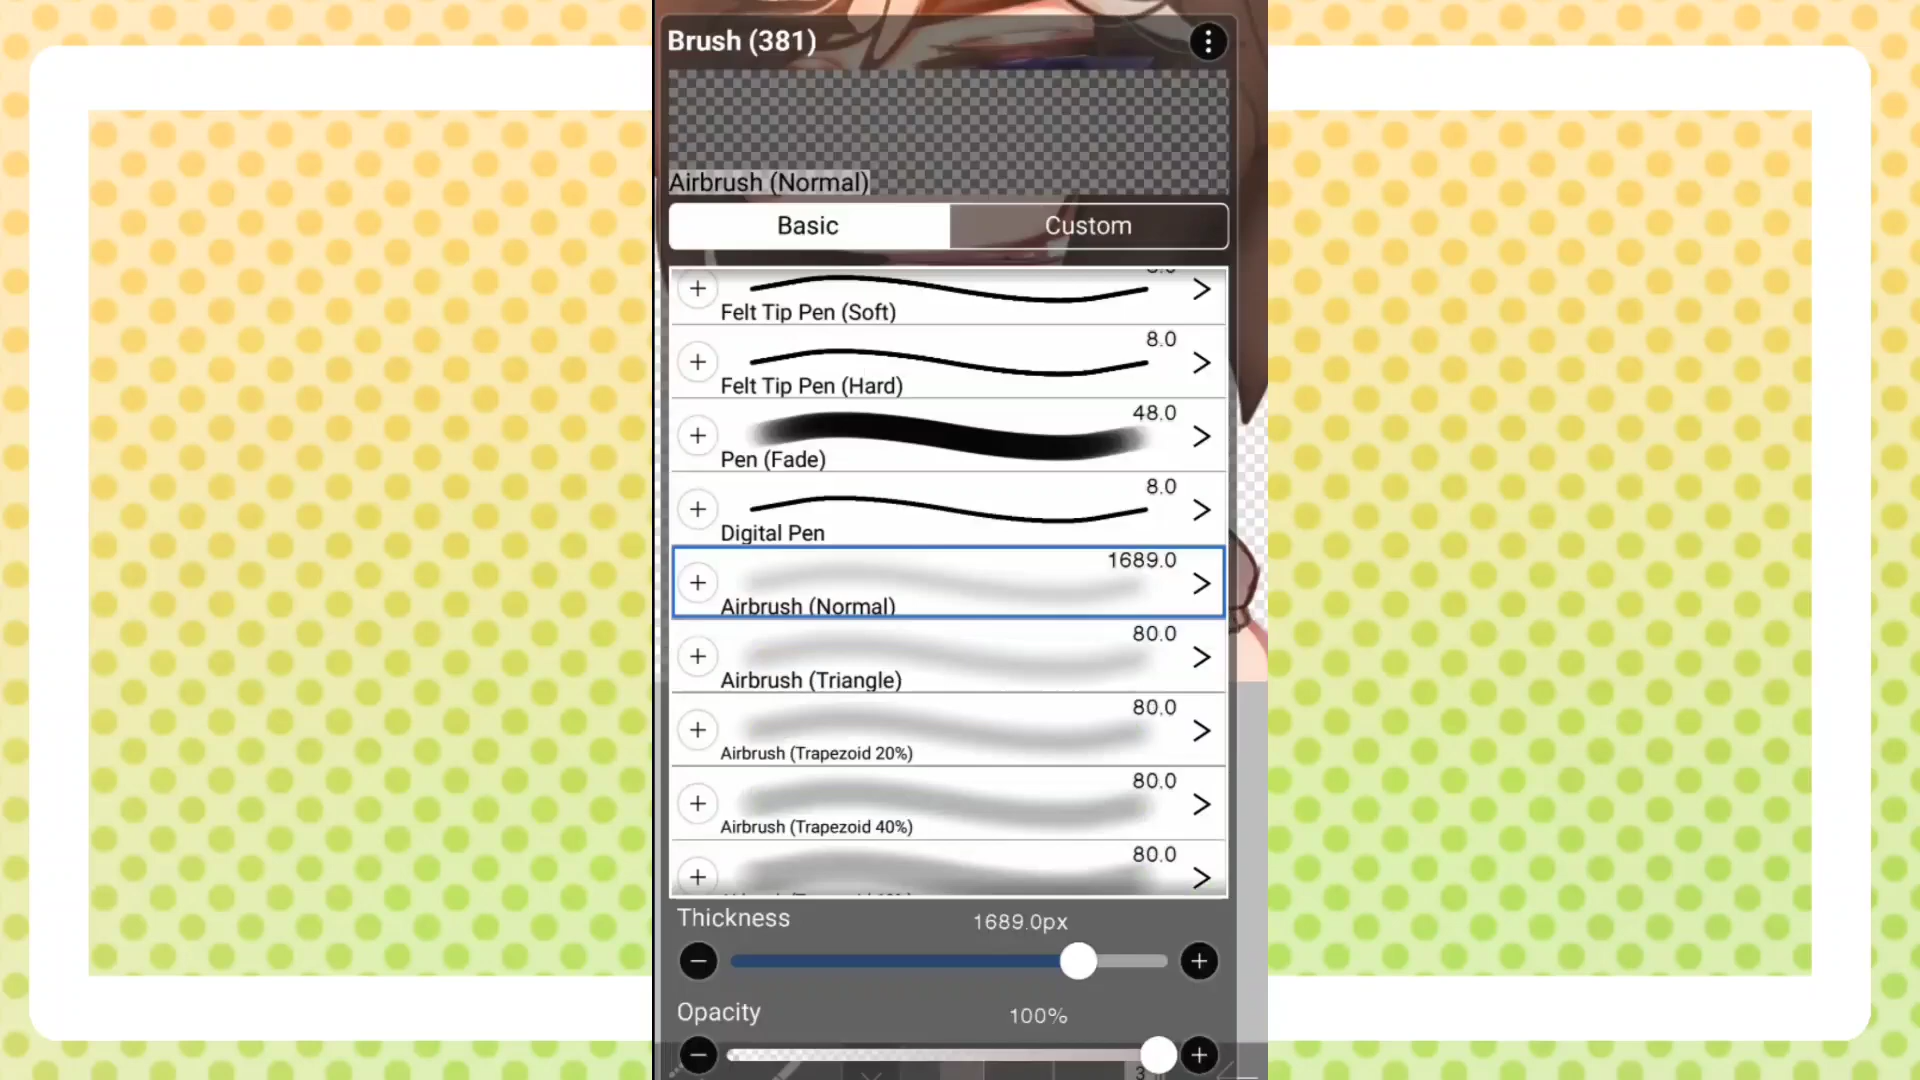 Brush (381)
Airbrush (Normal)
Basic
Custom
Felt Tip Pen (Soft)
8.0
Felt Tip Pen (Hard)
48.0
Pen (Fade)
8.0
Digital Pen
1689.0
Airbrush (Normal)
80.0
Airbrush (Triangle)
80.0
Airbrush (Trapezoid 20%)
80.0
Airbrush (Trapezoid 40%)
80.0
Thickness
1689.0px
Opacity
100%
3